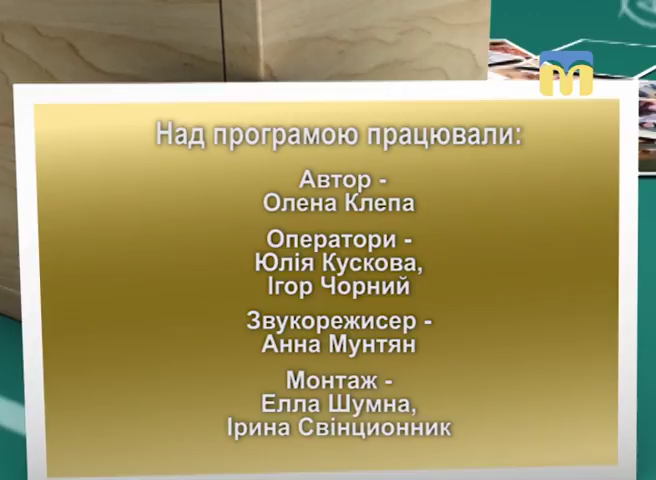 Над програмою працювали:
Автор -
Олена Клепа
Оператори -
Юлія Кускова,
Ігор Чорний
Звукорежисер -
Анна Мунтян
Монтаж -
Елла Шумна,
Ірина Свінционник